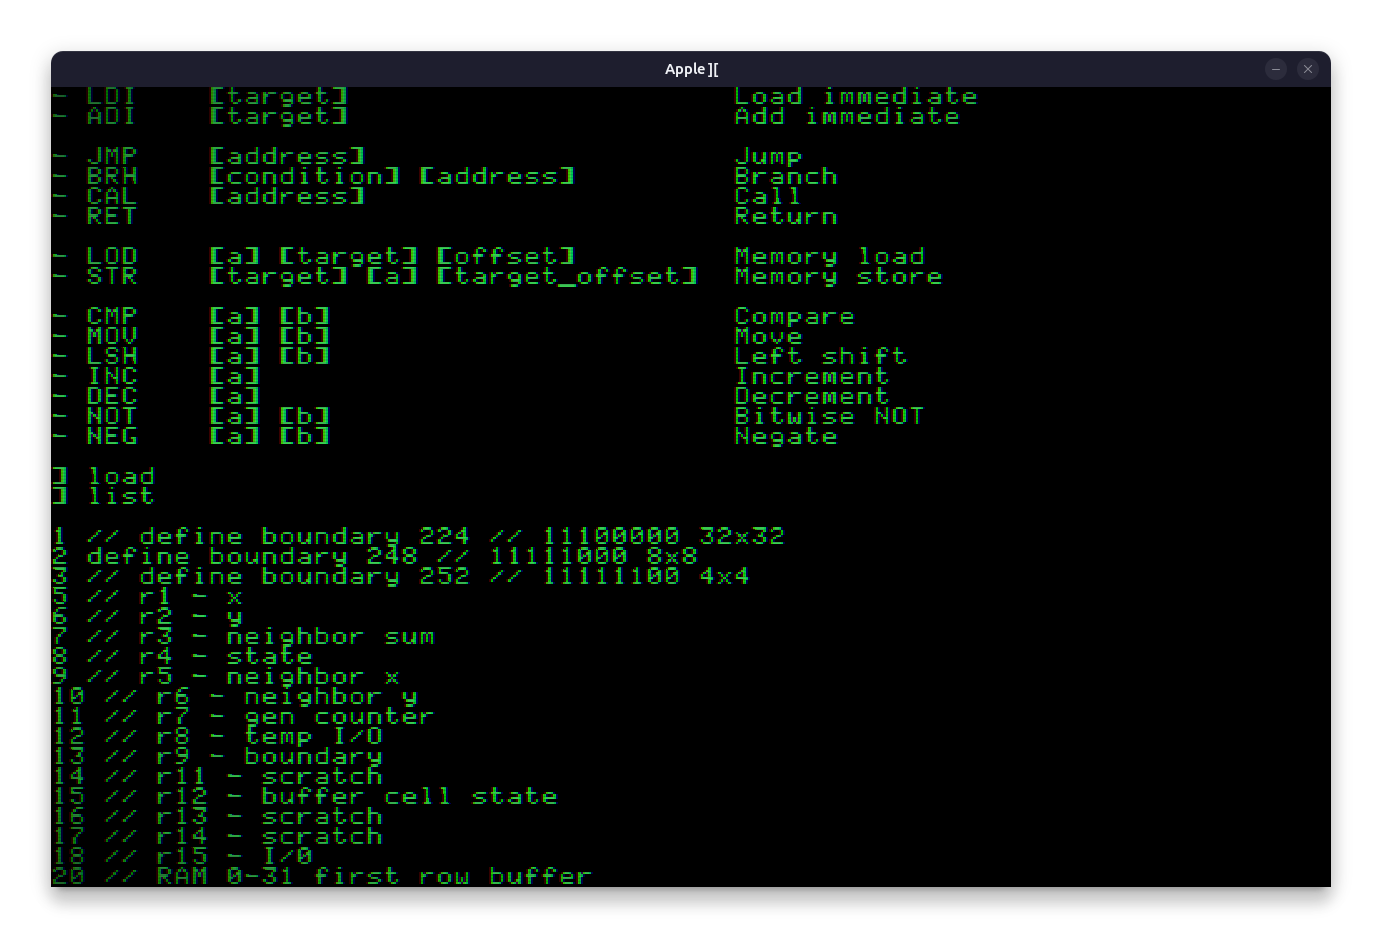 Apple ][
- LDI [target] Load immediate
- ADI [target] Add immediate
- JMP [address] Jump
- BRH [condition] [address] Branch
- CAL [address] Call
- RET Return
- LOD [a] [target] [offset] Memory load
- STR [target] [a] [target_offset] Memory store
- CMP [a] [b] Compare
- MOV [a] [b] Move
- LSH [a] [b] Left shift
- INC [a] Increment
- DEC [a] Decrement
- NOT [a] [b] Bitwise NOT
- NEG [a] [b] Negate
] load
] list
1 // define boundary 224 // 11100000 32x32
2 define boundary 248 // 11111000 8x8
3 // define boundary 252 // 11111100 4x4
5 // r1 - x
6 // r2 - y
7 // r3 - neighbor sum
8 // r4 - state
9 // r5 - neighbor x
10 // r6 - neighbor y
11 // r7 - gen counter
12 // r8 - temp I/O
13 // r9 - boundary
14 // r11 - scratch
15 // r12 - buffer cell state
16 // r13 - scratch
17 // r14 - scratch
18 // r15 - I/0
20 // RAM 0-31 first row buffer